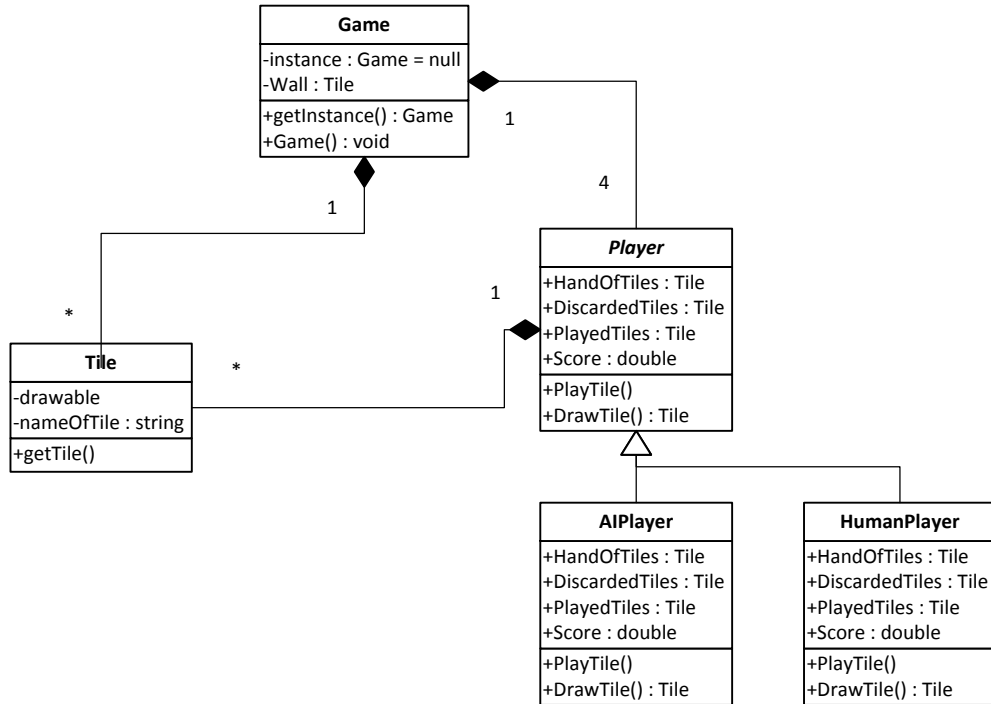 Game
-instance : Game = null
-Wall : Tile
+getInstance() : Game
+Game() : void
1
1
4
Player
+HandOfTiles : Tile
+DiscardedTiles : Tile
+PlayedTiles : Tile
+Score : double
+PlayTile()
+DrawTile() : Tile
1
*
*
Tile
-drawable
-nameOfTile : string
+getTile()
AIPlayer
+HandOfTiles : Tile
+DiscardedTiles : Tile
+PlayedTiles : Tile
+Score : double
+PlayTile()
+DrawTile() : Tile
HumanPlayer
+HandOfTiles : Tile
+DiscardedTiles : Tile
+PlayedTiles : Tile
+Score : double
+PlayTile()
+DrawTile() : Tile